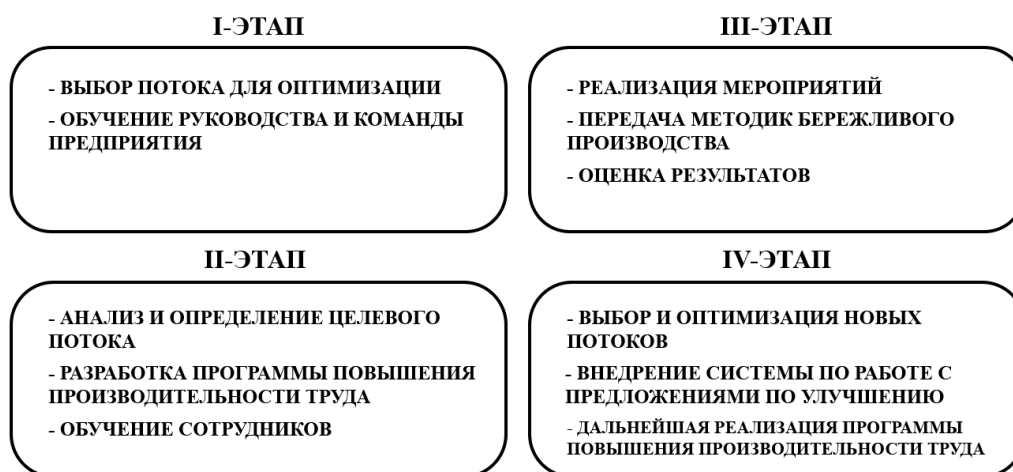 I-ЭТАП
- ВЫБОР ПОТОКА ДЛЯ ОПТИМИЗАЦИИ
- ОБУЧЕНИЕ РУКОВОДСТВА И КОМАНДЫ
ПРЕДПРИЯТИЯ
II-ЭТАП
- АНАЛИЗ И ОПРЕДЕЛЕНИЕ ЦЕЛЕВОГО
ПОТОКА
- РАЗРАБОТКА ПРОГРАММЫ ПОВЫШЕНИЯ
ПРОИЗВОДИТЕЛЬНОСТИ ТРУДА
- ОБУЧЕНИЕ СОТРУДНИКОВ
III-ЭТАП
- РЕАЛИЗАЦИЯ МЕРОПРИЯТИЙ
- ПЕРЕДАЧА МЕТОДИК БЕРЕЖЛИВОГО
ПРОИЗВОДСТВА
- ОЦЕНКА РЕЗУЛЬТАТОВ
IV-ЭТАП
- ВЫБОР И ОПТИМИЗАЦИЯ НОВЫХ
ПОТОКОВ
- ВНЕДРЕНИЕ СИСТЕМЫ ПО РАБОТЕ С
ПРЕДЛОЖЕНИЯМИ ПО УЛУЧШЕНИЮ
- ДАЛЬНЕЙШАЯ РЕАЛИЗАЦИЯ ПРОГРАММЫ
ПОВЫШЕНИЯ ПРОИЗВОДИТЕЛЬНОСТИ ТРУДА